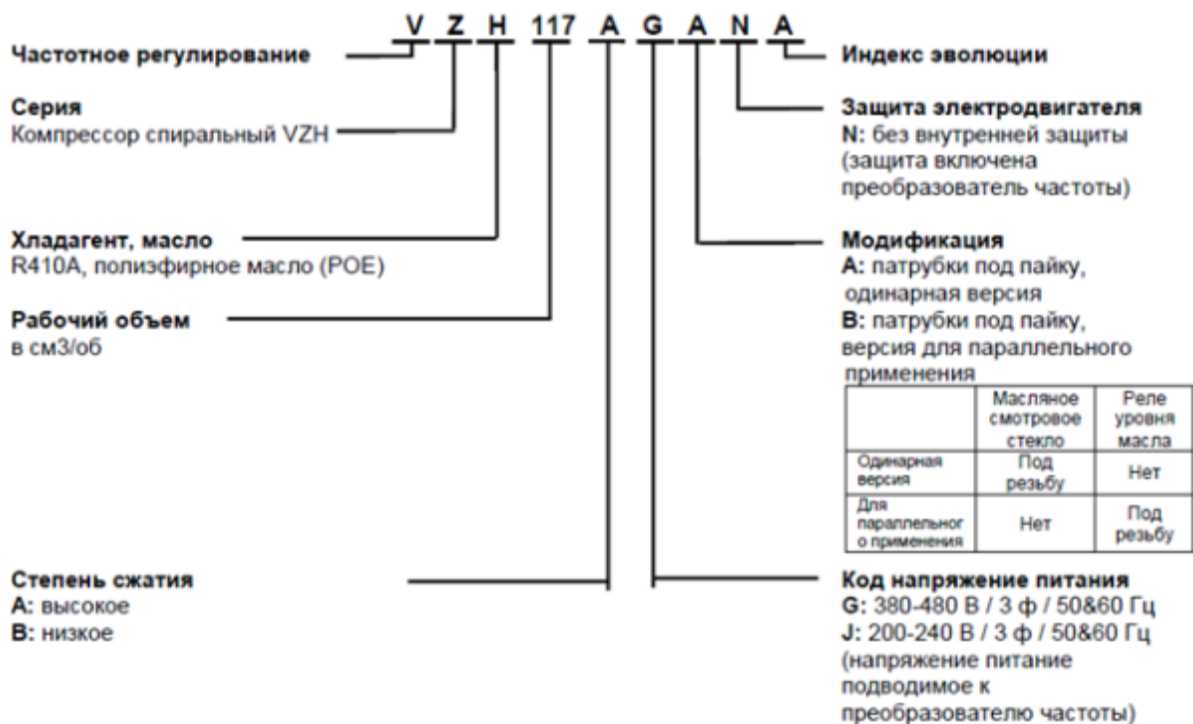 V Z H 117 A G A N A
Частотное регулирование
Серия
Компрессор спиральный VZH
Хладагент, масло
R410A, полиэфирное масло (POE)
Рабочий объем
в см3/об
Степень сжатия
A: высокое
B: низкое
Индекс эволюции
Защита электродвигателя
N: без внутренней защиты
(защита включена
преобразователь частоты)
Модификация
A: патрубки под пайку,
одинарная версия
B: патрубки под пайку,
версия для параллельного
применения
Масляное смотровое стекло
Реле уровня масла
Одинарная версия
Под резьбу
Нет
Для параллельног о применения
Нет
Под резьбу
Код напряжение питания
G: 380-480 В / 3 ф / 50&60 Гц
J: 200-240 В / 3 ф / 50&60 Гц
(напряжение питание
подводимое к
преобразователю частоты)